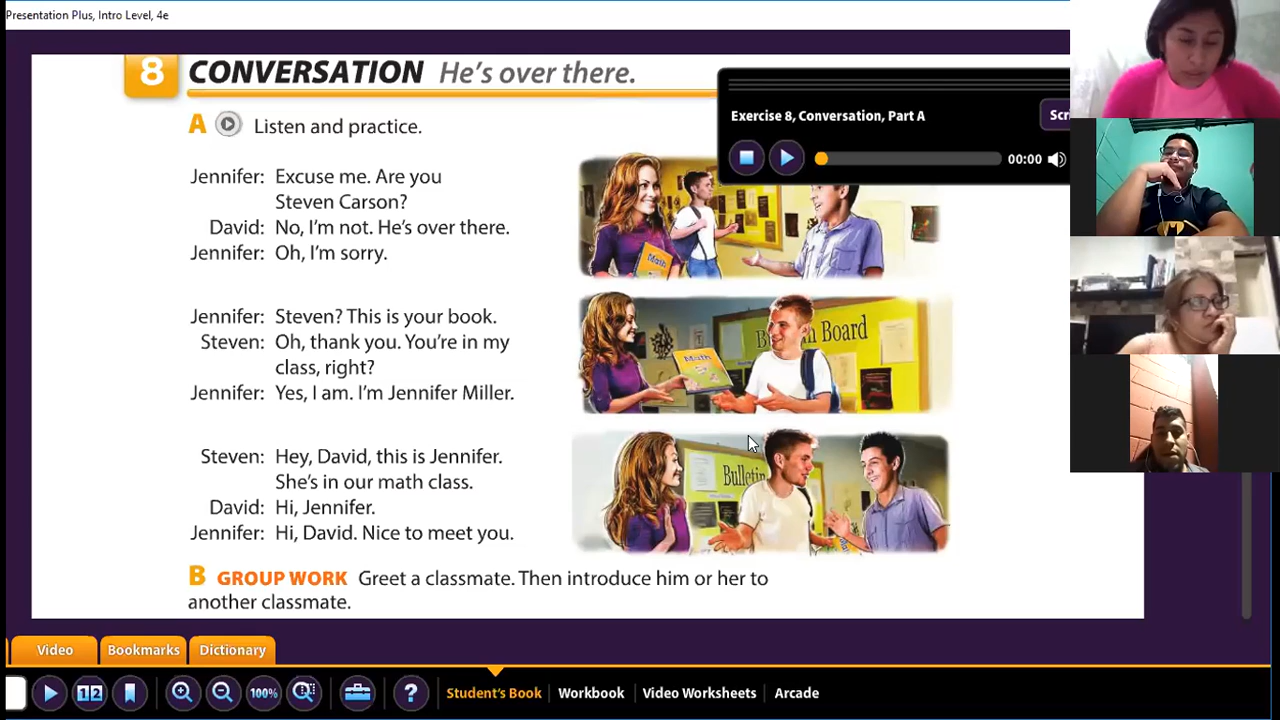 Presentation Plus, Intro Level, 4e
8 CONVERSATION He's over there.
A Listen and practice.
Exercise 8, Conversation, Part A
00:00
Jennifer: Excuse me. Are you
Steven Carson?
David: No, I'm not. He's over there.
Jennifer: Oh, I'm sorry.
Math
Jennifer: Steven? This is your book.
Steven: Oh, thank you. You're in my
class, right?
Jennifer: Yes, I am. I'm Jennifer Miller.
Board
Math
Steven: Hey, David, this is Jennifer.
She's in our math class.
David: Hi, Jennifer.
Jennifer: Hi, David. Nice to meet you.
Bulletin
B GROUP WORK Greet a classmate. Then introduce him or her to
another classmate.
Video Bookmarks Dictionary
12 100% ? Student's Book Workbook Video Worksheets Arcade